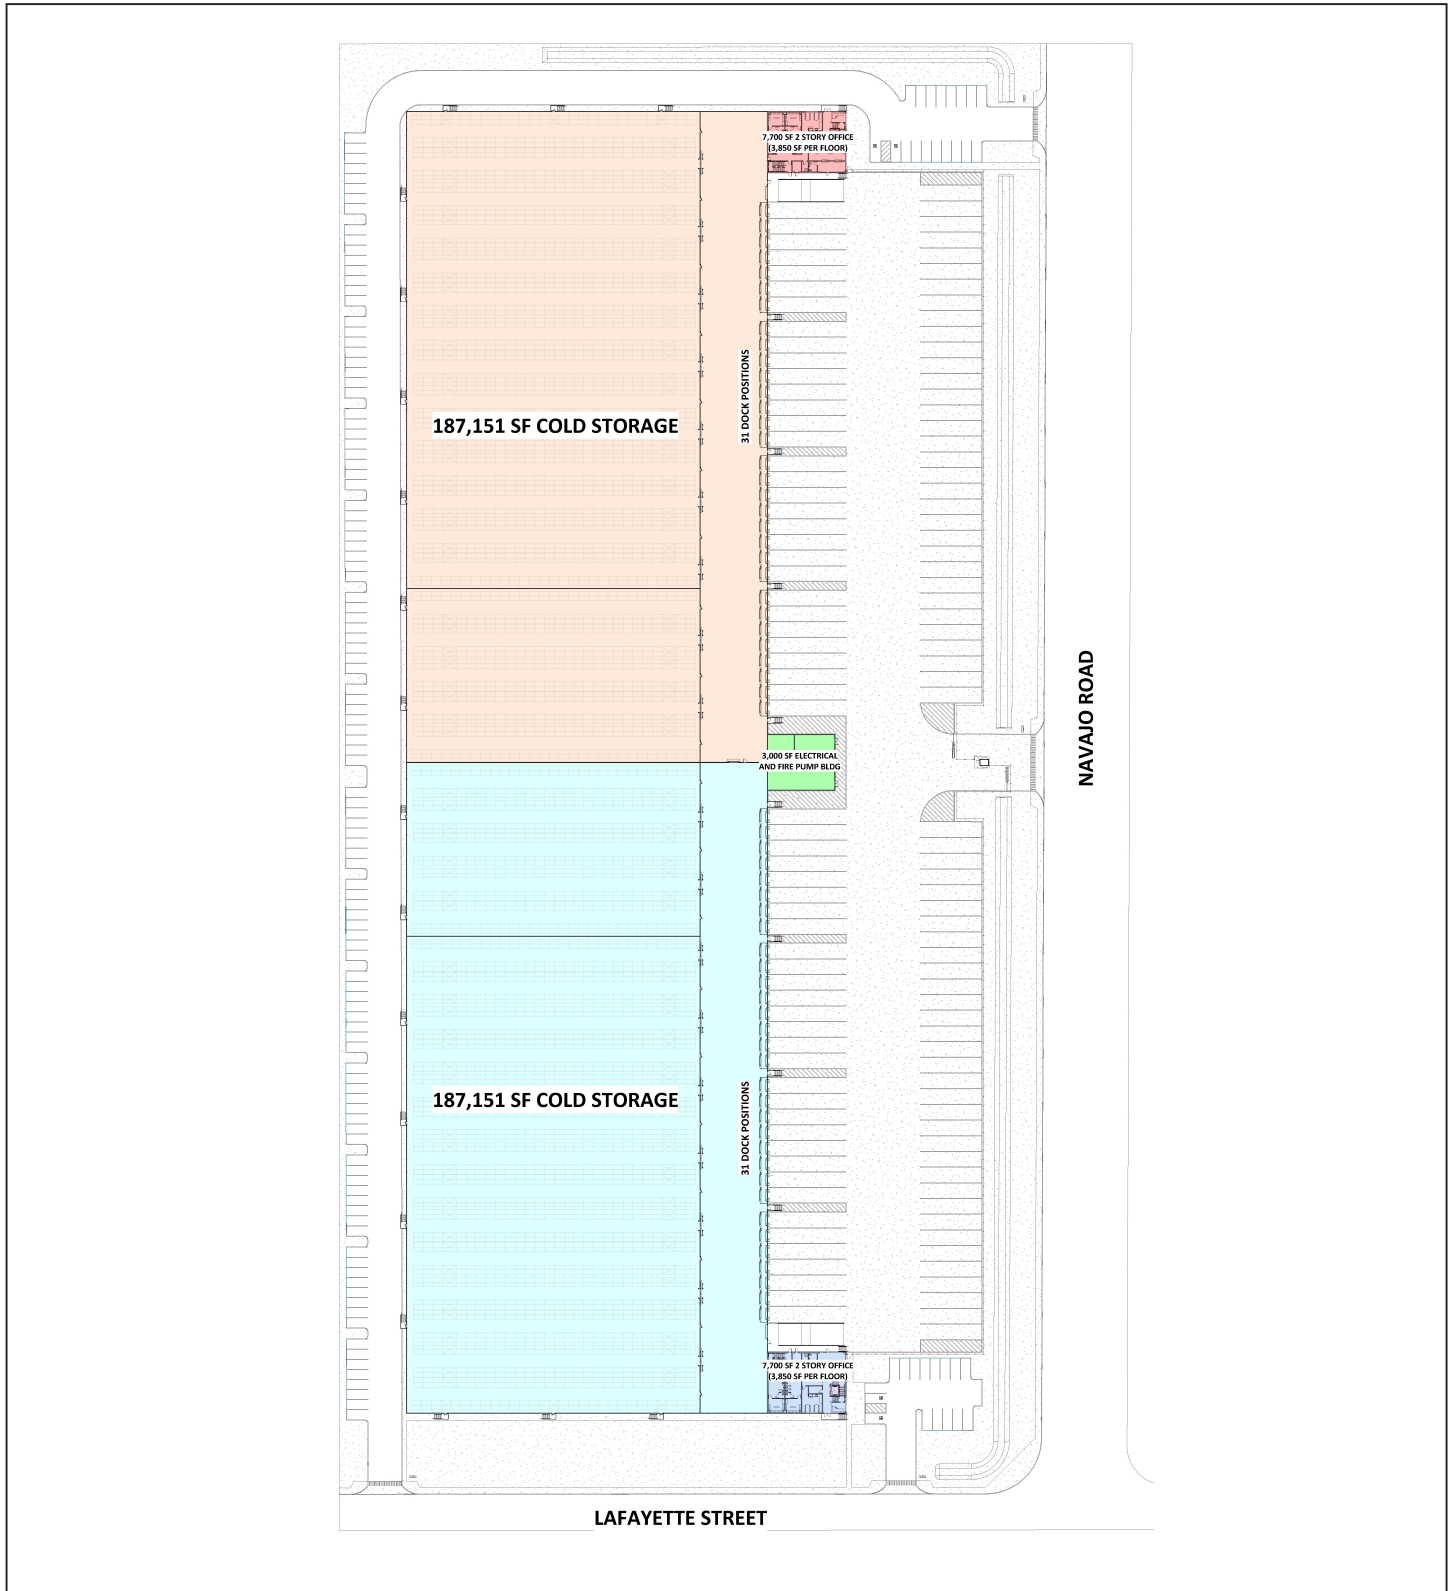 7,700 SF 2 STORY OFFICE
(3,850 SF PER FLOOR)
31 DOCK POSITIONS
187,151 SF COLD STORAGE
NAVAJO ROAD
3,000 SF ELECTRICAL
AND FIRE PUMP BLDG
187,151 SF COLD STORAGE
31 DOCK POSITIONS
7,700 SF 2 STORY OFFICE
(3,850 SF PER FLOOR)
LAFAYETTE STREET